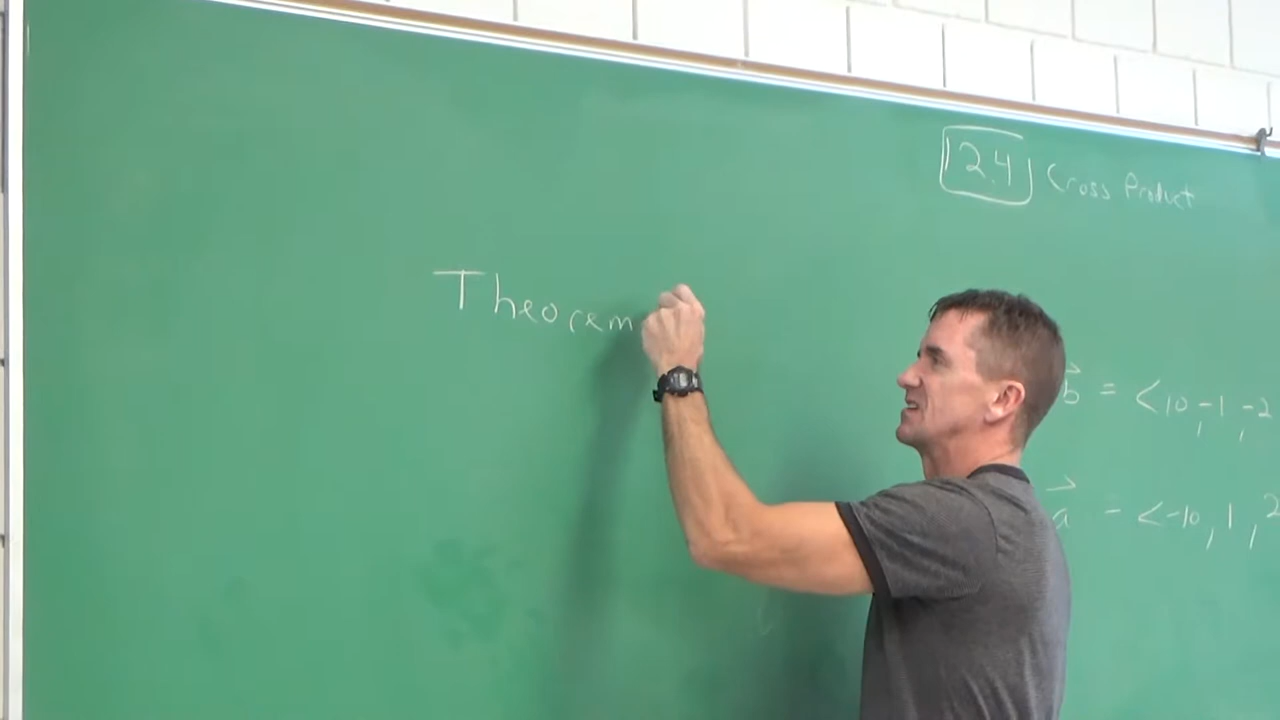 12.4 Cross Product
Theorem
b = <10, -1, -2
a = <-10, 1, 2